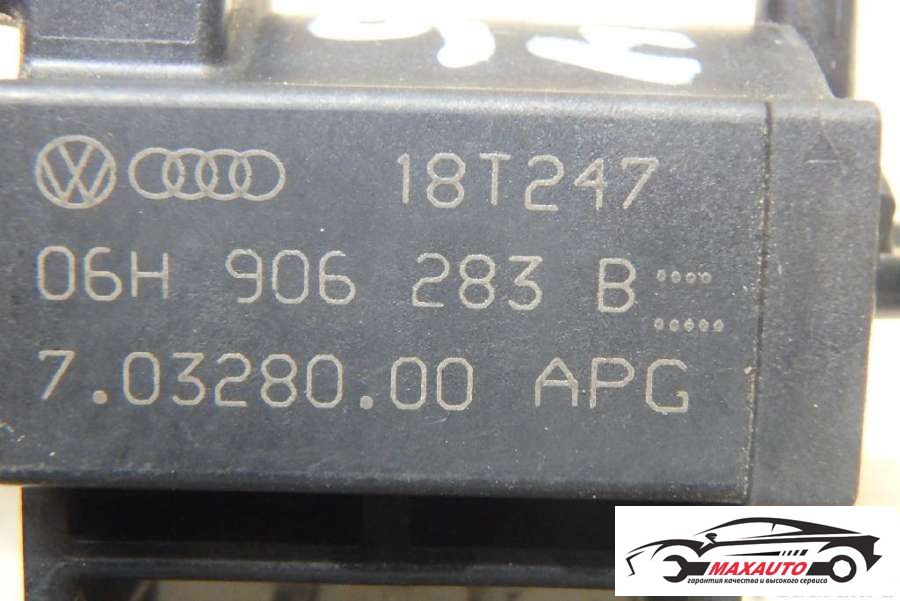 18T247
06H 906 283 B
7.03280.00 APG
MAXAUTO
гарантия качества и высокого сервиса